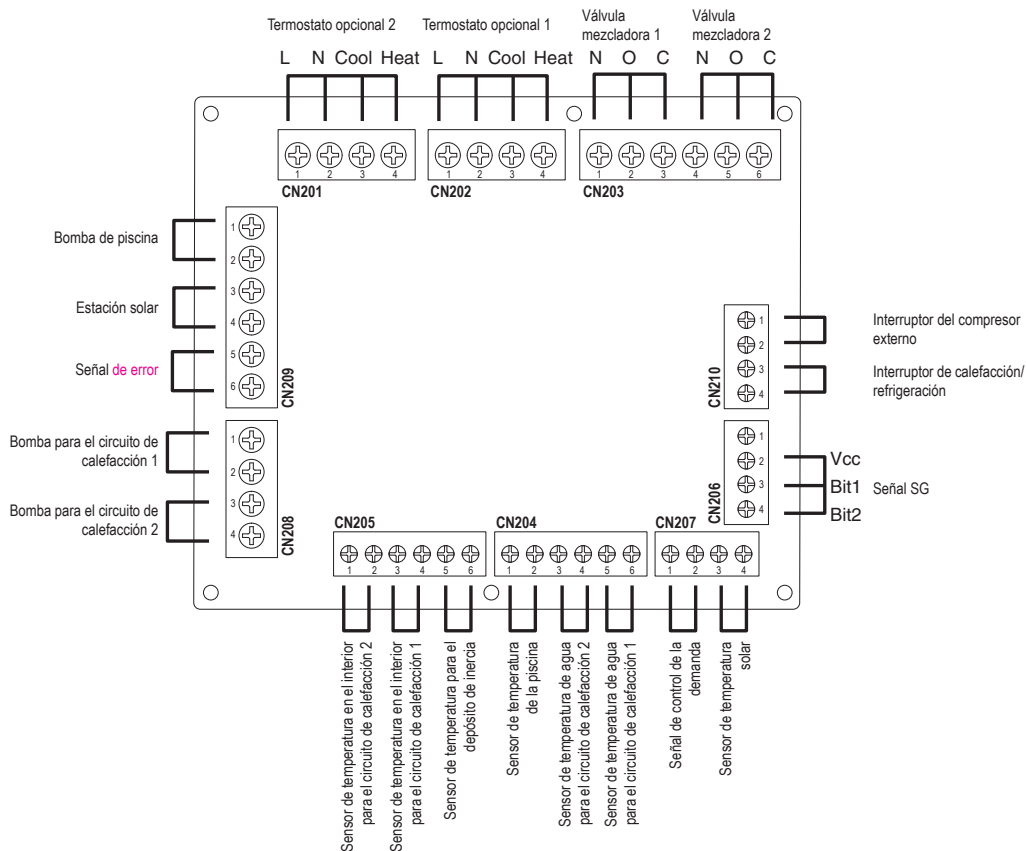 Termostato opcional 2
Termostato opcional 1
Válvula
mezcladora 1
Válvula
mezcladora 2
L N Cool Heat
L N Cool Heat
N O C
N O C
1 2 3 4
CN201
1 2 3 4
CN202
1 2 3 4 5 6
CN203
Bomba de piscina
1
2
Estación solar
3
4
Señal de error
5
6
CN209
Bomba para el circuito de
calefacción 1
1
2
Bomba para el circuito de
calefacción 2
3
4
CN208
1
2
3
4
CN210
Interruptor del compresor
externo
Interruptor de calefacción/
refrigeración
1
2
3
4
CN206
Vcc
Bit1
Bit2
Señal SG
CN205
1 2 3 4 5 6
CN204
1 2 3 4 5 6
CN207
1 2 3 4
Sensor de temperatura en el interior
para el circuito de calefacción 2
Sensor de temperatura en el interior
para el circuito de calefacción 1
Sensor de temperatura para el
depósito de inercia
Sensor de temperatura
de la piscina
Sensor de temperatura de agua
para el circuito de calefacción 2
Sensor de temperatura de agua
para el circuito de calefacción 1
Señal de control de la
demanda
Sensor de temperatura
solar